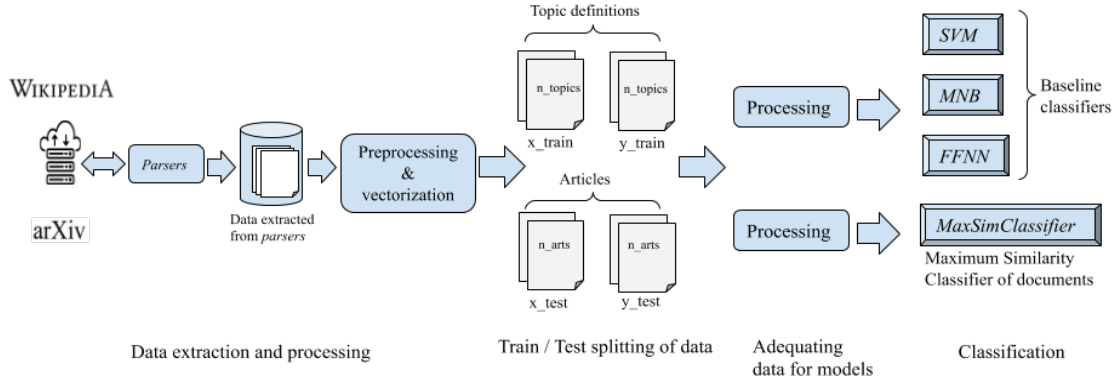 WIKIPEDIA
arXiv
Parsers
Data extracted
from parsers
Preprocessing
&
vectorization
Data extraction and processing
Topic definitions
n_topics
n_topics
x_train
y_train
Articles
n_arts
n_arts
x_test
y_test
Train / Test splitting of data
Processing
Processing
Adequating
data for models
SVM
MNB
FFNN
Baseline
classifiers
MaxSimClassifier
Maximum Similarity
Classifier of documents
Classification